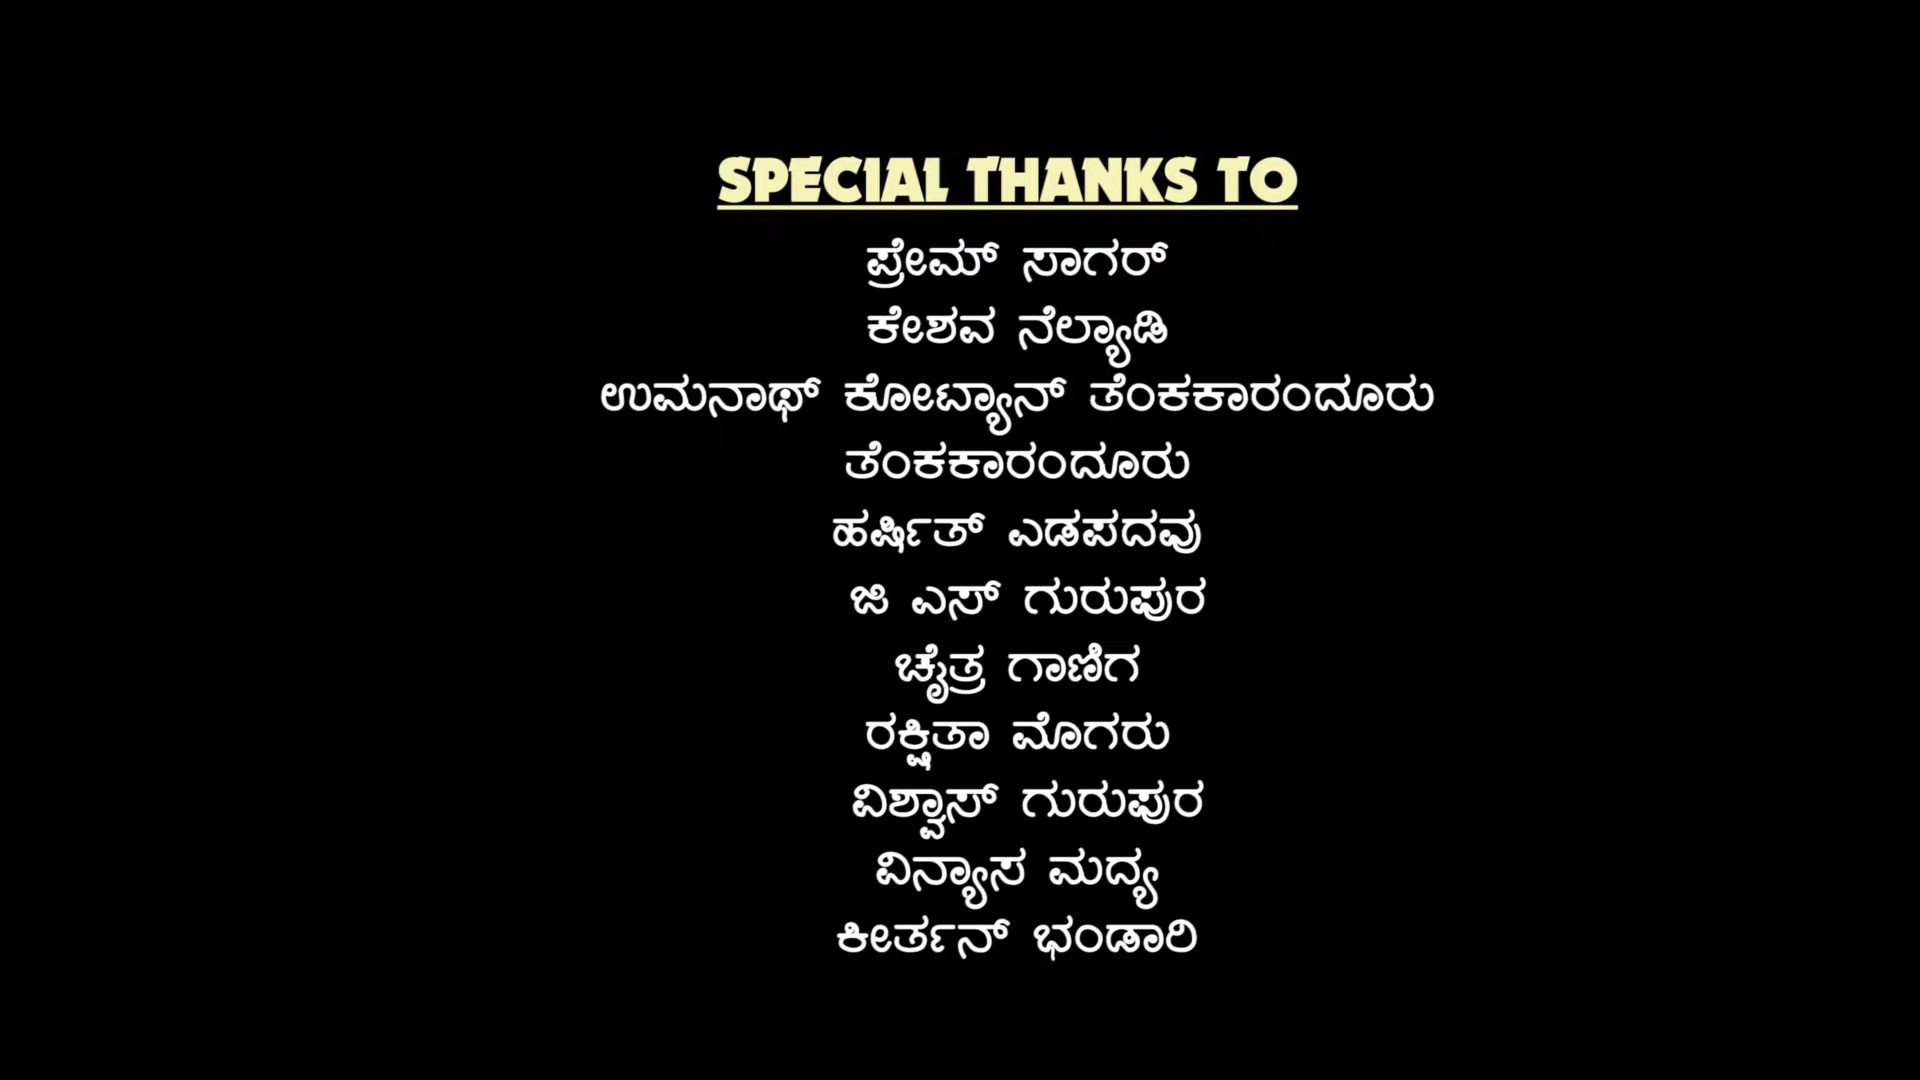 SPECIAL THANKS TO
ಪ್ರೇಮ್ ಸಾಗರ್
ಕೇಶವ ನೆಲ್ಯಾಡಿ
ಉಮನಾಥ್ ಕೋಟ್ಯಾನ್ ತೆಂಕಕಾರಂದೂರು
ತೆಂಕಕಾರಂದೂರು
ಹರ್ಷಿತ್ ಎಡಪದವು
ಜಿ ಎಸ್ ಗುರುಪುರ
ಚೈತ್ರ ಗಾಣಿಗ
ರಕ್ಷಿತಾ ಮೊಗರು
ವಿಶ್ವಾಸ್ ಗುರುಪುರ
ವಿನ್ಯಾಸ ಮದ್ಯ
ಕೀರ್ತನ್ ಭಂಡಾರಿ